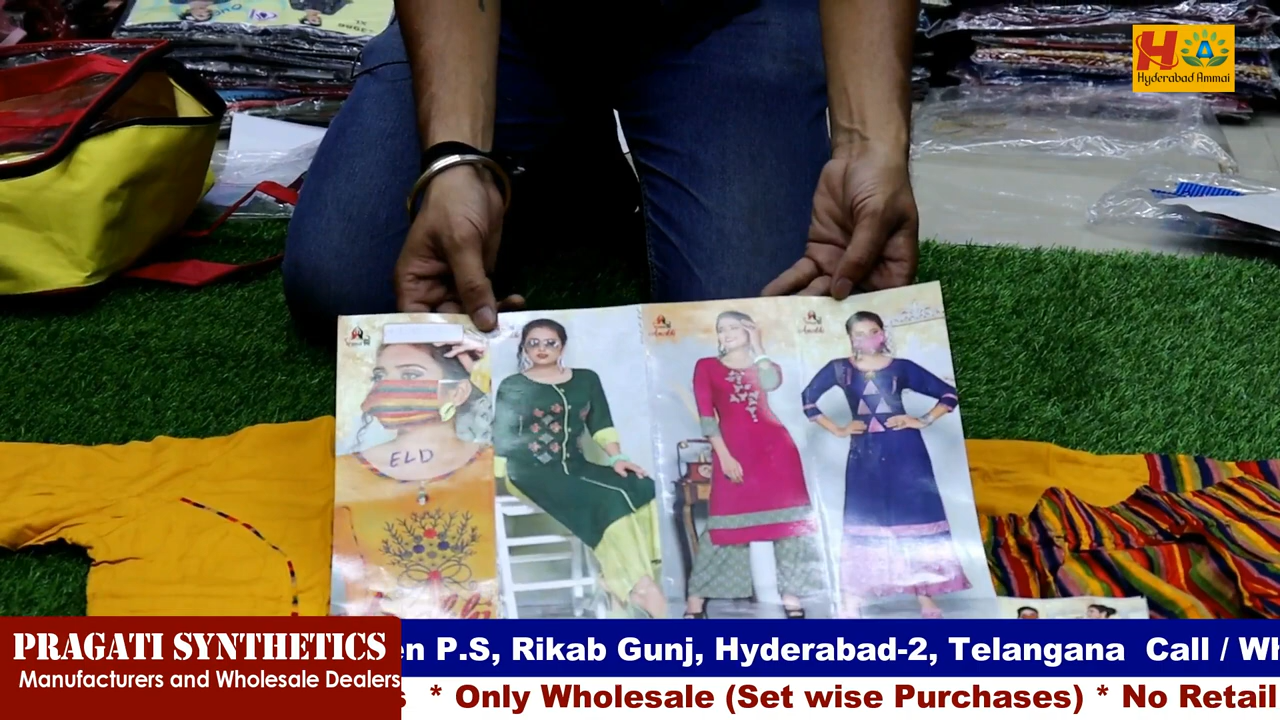 H A
Hyderabad Ammai
ELD
PRAGATI SYNTHETICS
Manufacturers and Wholesale Dealers
en P.S, Rikab Gunj, Hyderabad-2, Telangana Call / Wh
s * Only Wholesale (Set wise Purchases) * No Retail